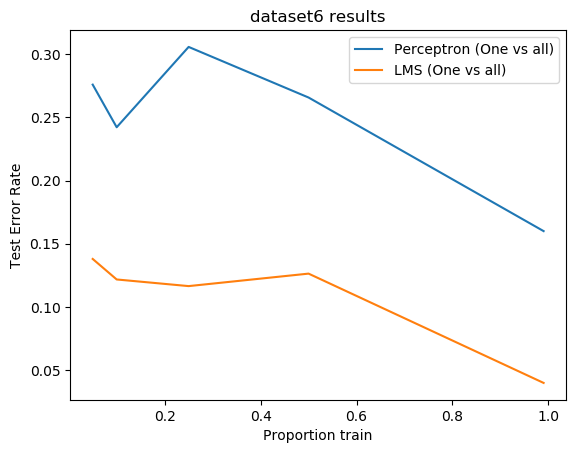 dataset6 results
Perceptron (One vs all)
LMS (One vs all)
Test Error Rate
0.30
0.25
0.20
0.15
0.10
0.05
0.2
0.4
0.6
0.8
1.0
Proportion train